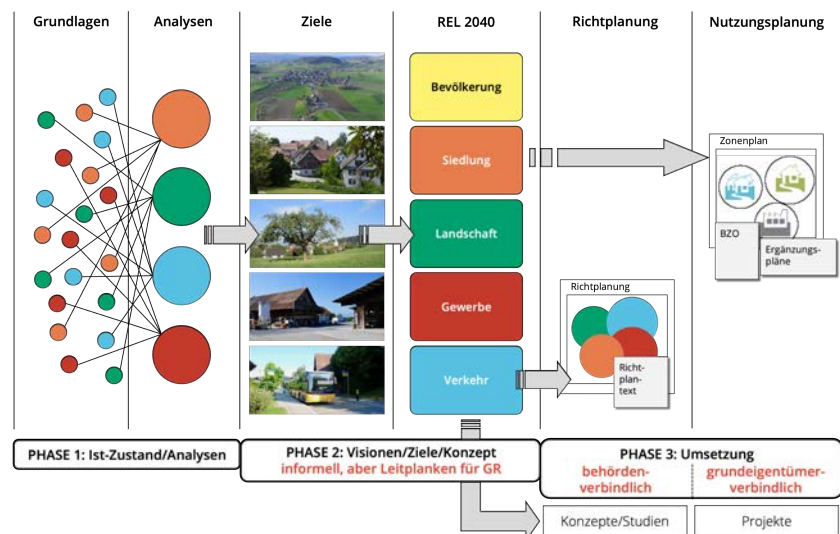 Grundlagen
Analysen
Ziele
REL 2040
Richtplanung
Nutzungsplanung
Bevölkerung
Siedlung
Landschaft
Gewerbe
Verkehr
Zonenplan
BZO
Ergänzungs-
pläne
Richtplanung
Richt-
plan-
text
PHASE 1: Ist-Zustand/Analysen
PHASE 2: Visionen/Ziele/Konzept
informell, aber Leitplanken für GR
PHASE 3: Umsetzung
behörden-
verbindlich
grundeigentümer-
verbindlich
Konzepte/Studien
Projekte